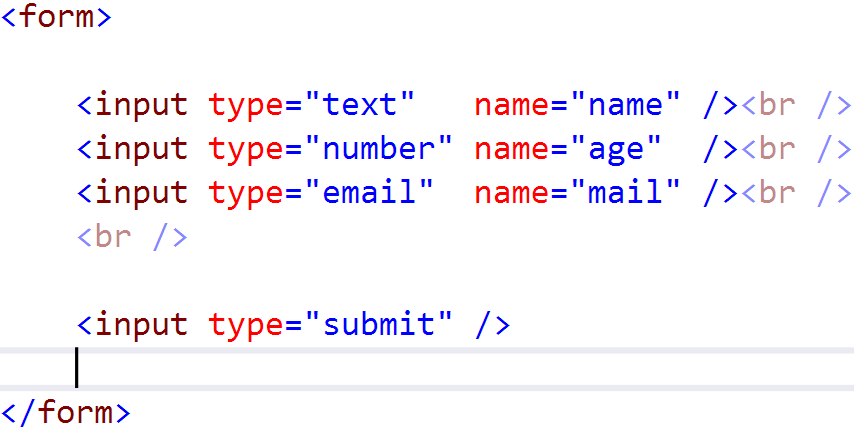 <form>
<input type="text"   name="name" /><br />
<input type="number" name="age"  /><br />
<input type="email"  name="mail" /><br />
<br />
<input type="submit" />
</form>